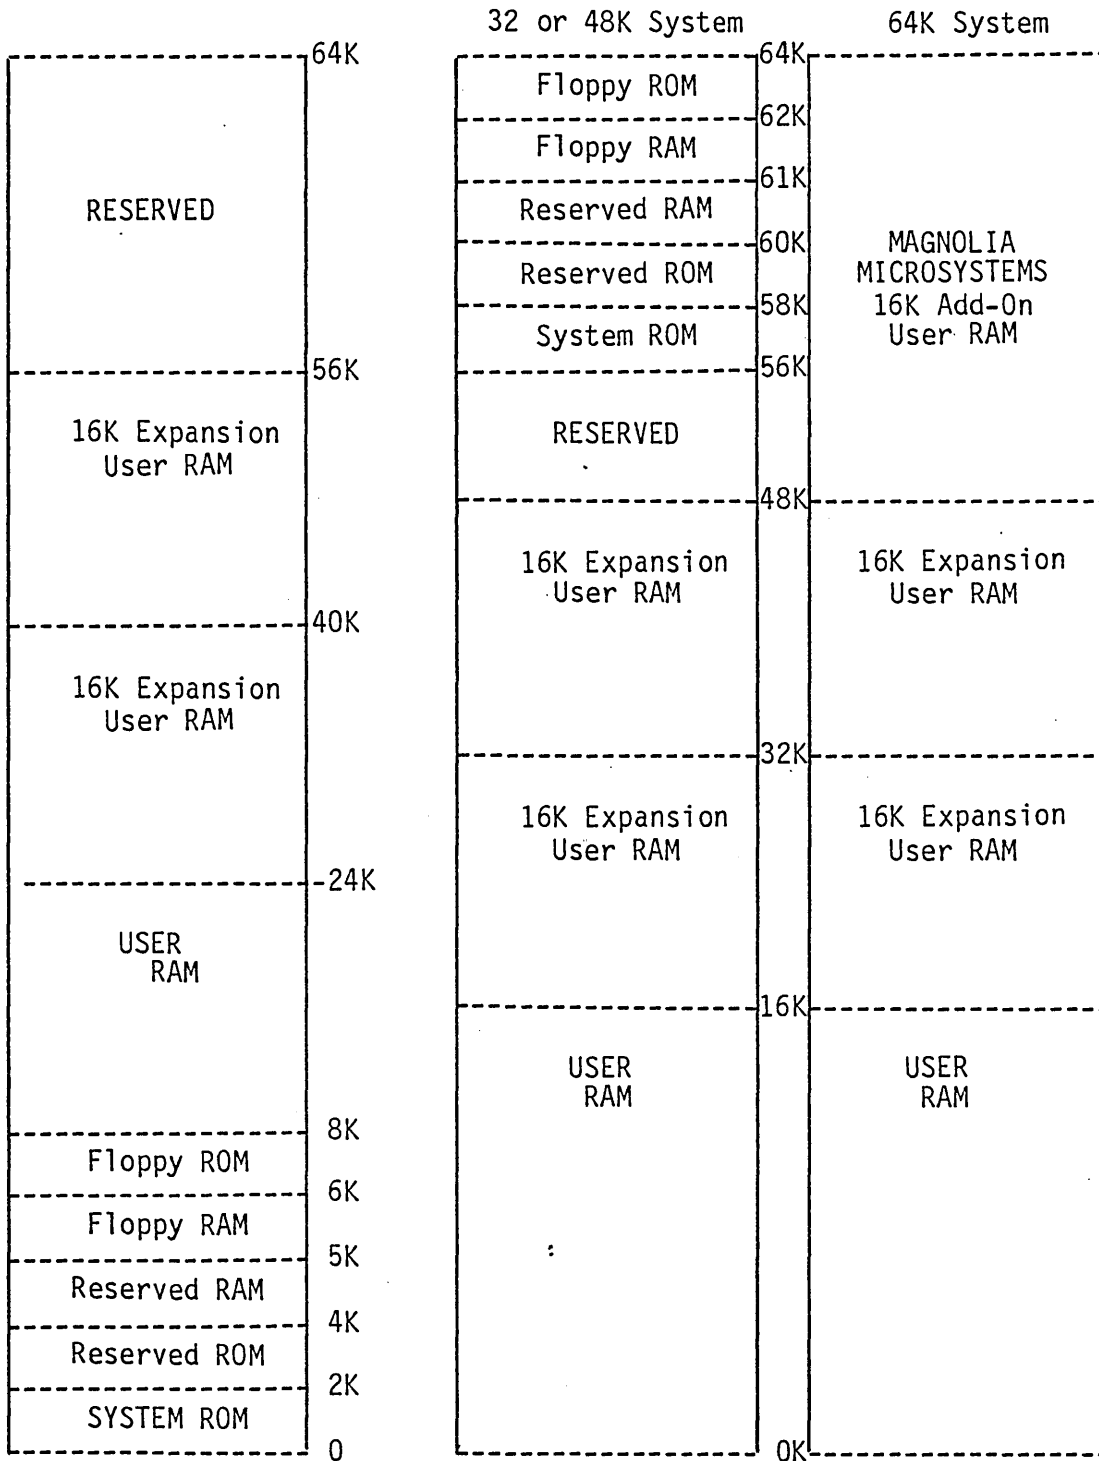 64K
RESERVED
56K
16K Expansion
User RAM
40K
16K Expansion
User RAM
-24K
USER
RAM
8K
Floppy ROM
6K
Floppy RAM
5K
Reserved RAM
4K
Reserved ROM
2K
SYSTEM ROM
0
32 or 48K System
64K
Floppy ROM
62K
Floppy RAM
61K
Reserved RAM
60K
Reserved ROM
58K
System ROM
56K
RESERVED
48K
16K Expansion
User RAM
32K
16K Expansion
User RAM
16K
USER
RAM
0K
64K System
MAGNOLIA
MICROSYSTEMS
16K Add-On
User RAM
16K Expansion
User RAM
16K Expansion
User RAM
USER
RAM